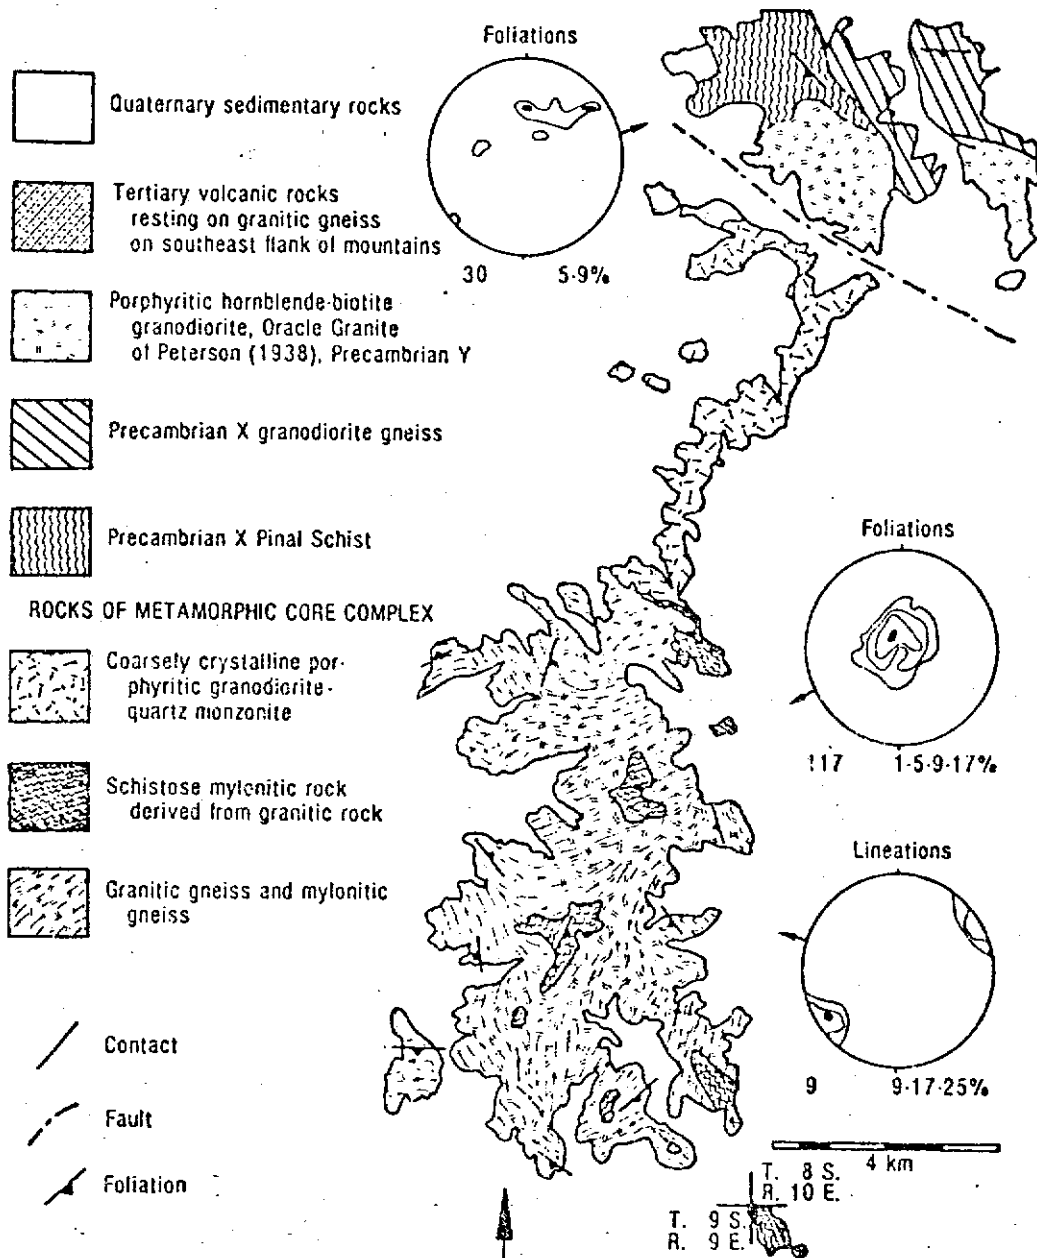 Quaternary sedimentary rocks
Tertiary volcanic rocks
resting on granitic gneiss
on southeast flank of mountains
Porphyritic hornblende-biotite
granodiorite, Oracle Granite
of Peterson (1938), Precambrian Y
Precambrian X granodiorite gneiss
Precambrian X Pinal Schist
ROCKS OF METAMORPHIC CORE COMPLEX
Coarsely crystalline por-
phyritic granodiorite-
quartz monzonite
Schistose mylonitic rock
derived from granitic rock
Granitic gneiss and mylonitic
gneiss
Contact
Fault
Foliation
Foliations
30 5-9%
Foliations
117 1-5-9-17%
Lineations
9 9-17-25%
4 km
T. 8 S.
R. 10 E.
T. 9 S.
R. 9 E.